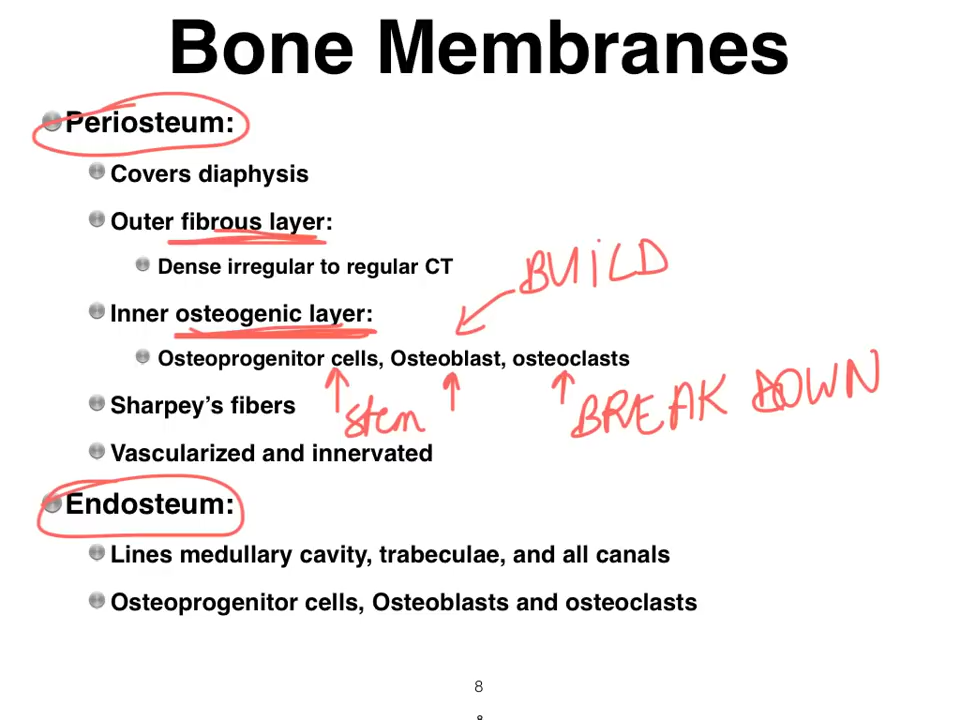 Bone Membranes
Periosteum:
Covers diaphysis
Outer fibrous layer:
Dense irregular to regular CT
BUiLD
Inner osteogenic layer:
Osteoprogenitor cells, Osteoblast, osteoclasts
Sharpey’s fibers
stem
BREAK DOWN
Vascularized and innervated
Endosteum:
Lines medullary cavity, trabeculae, and all canals
Osteoprogenitor cells, Osteoblasts and osteoclasts
8
8